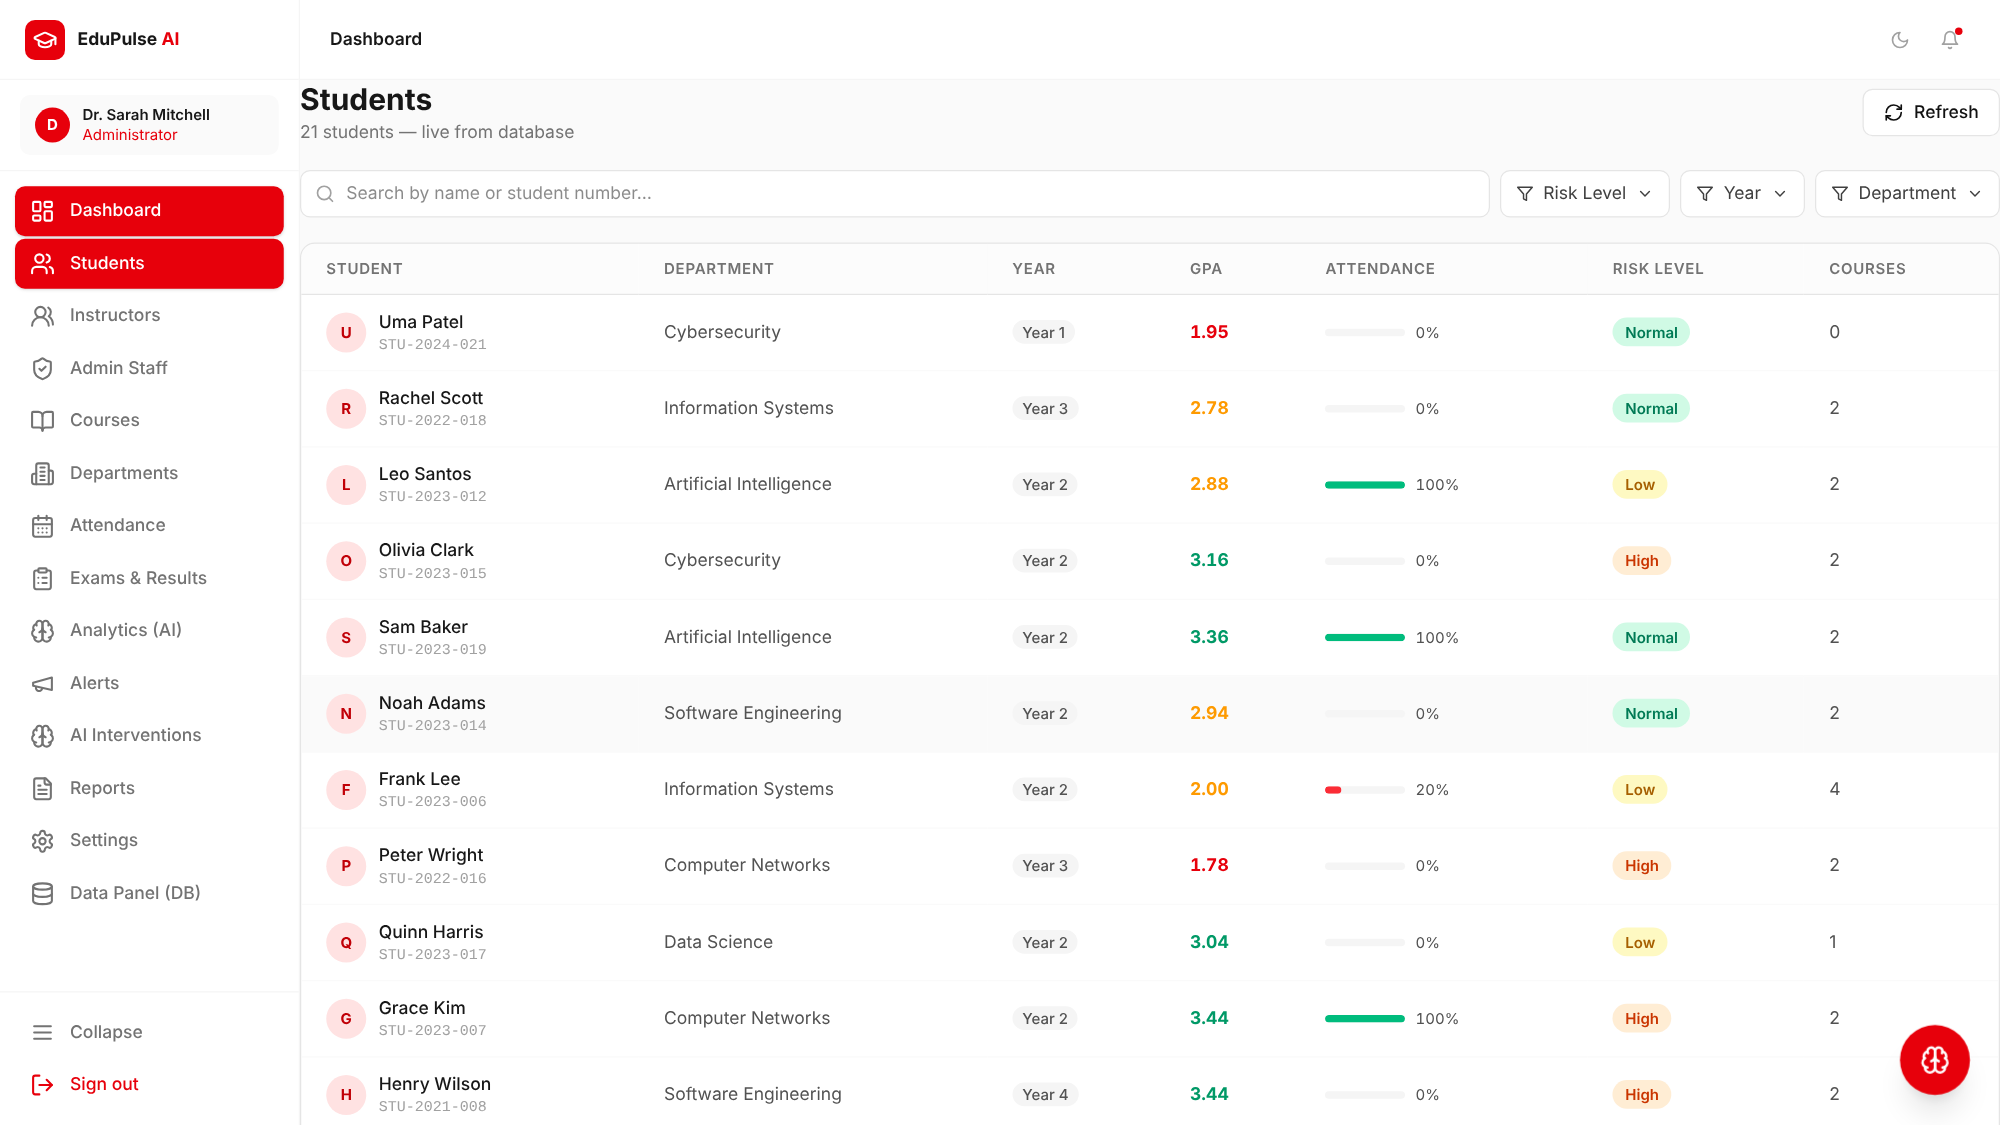 EduPulse AI
Dashboard
D
Dr. Sarah Mitchell
Administrator
Dashboard
Students
Instructors
Admin Staff
Courses
Departments
Attendance
Exams & Results
Analytics (AI)
Alerts
AI Interventions
Reports
Settings
Data Panel (DB)
Collapse
Sign out
Students
21 students — live from database
Refresh
Search by name or student number...
Risk Level
Year
Department
STUDENT DEPARTMENT YEAR GPA ATTENDANCE RISK LEVEL COURSES
U Uma Patel Cybersecurity Year 1 1.95 0% Normal 0
STU-2024-021
R Rachel Scott Information Systems Year 3 2.78 0% Normal 2
STU-2022-018
L Leo Santos Artificial Intelligence Year 2 2.88 100% Low 2
STU-2023-012
O Olivia Clark Cybersecurity Year 2 3.16 0% High 2
STU-2023-015
S Sam Baker Artificial Intelligence Year 2 3.36 100% Normal 2
STU-2023-019
N Noah Adams Software Engineering Year 2 2.94 0% Normal 2
STU-2023-014
F Frank Lee Information Systems Year 2 2.00 20% Low 4
STU-2023-006
P Peter Wright Computer Networks Year 3 1.78 0% High 2
STU-2022-016
Q Quinn Harris Data Science Year 2 3.04 0% Low 1
STU-2023-017
G Grace Kim Computer Networks Year 2 3.44 100% High 2
STU-2023-007
H Henry Wilson Software Engineering Year 4 3.44 0% High 2
STU-2021-008